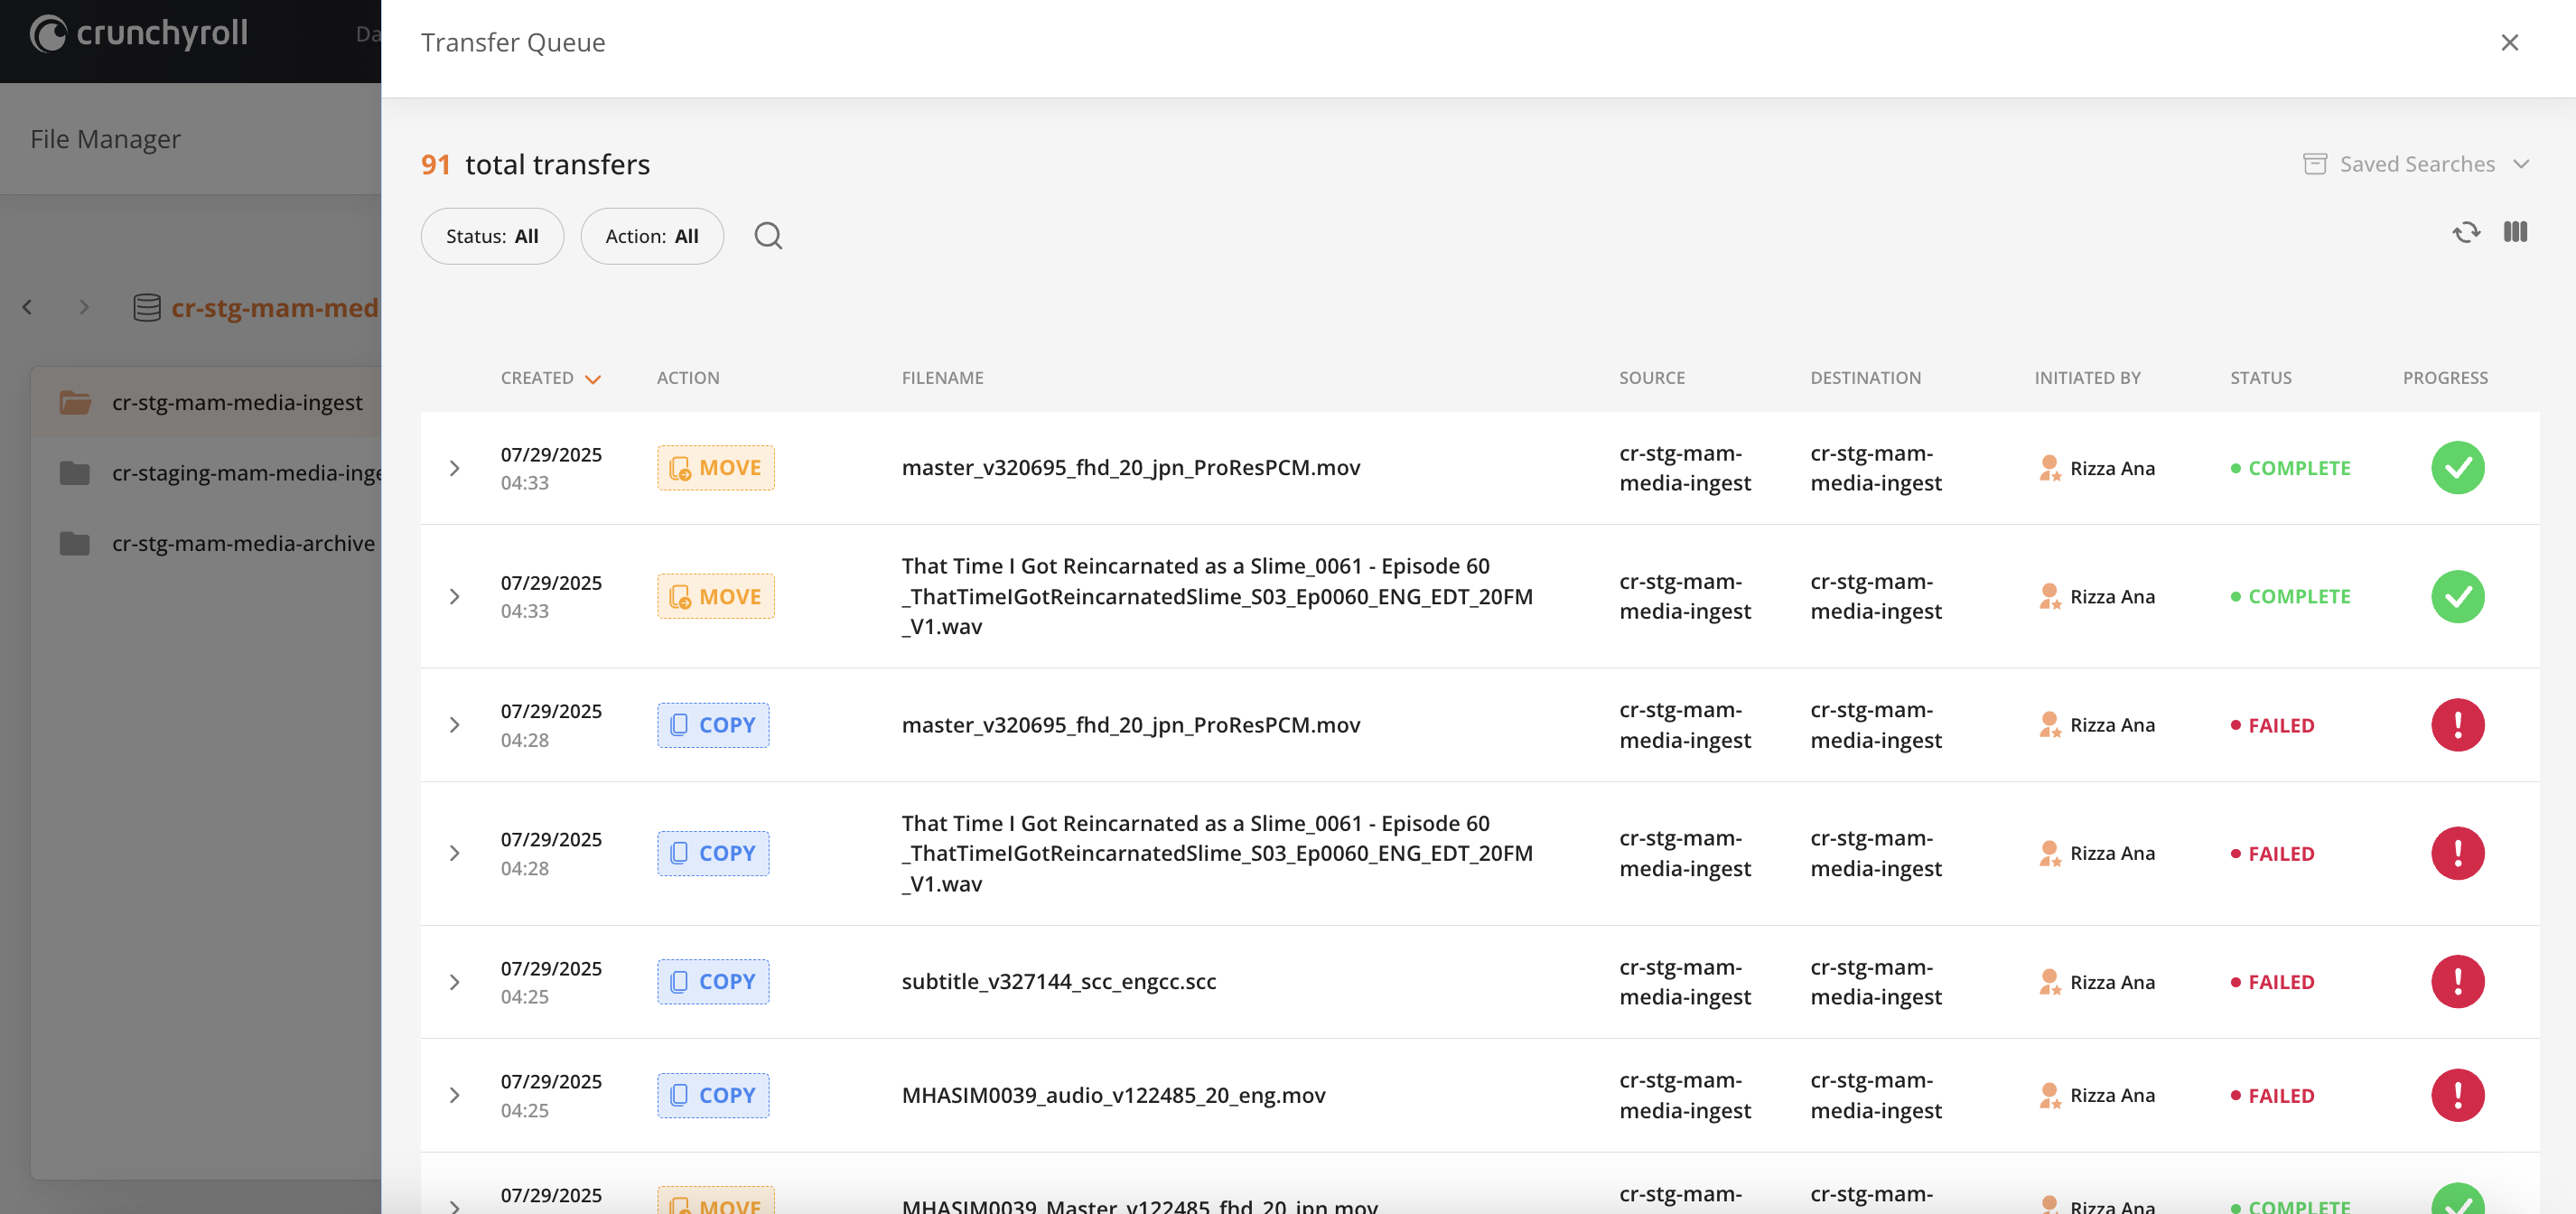 crunchyroll
Da
Transfer Queue
File Manager
91 total transfers
Saved Searches
Status: All
Action: All
cr-stg-mam-med
cr-stg-mam-media-ingest
cr-staging-mam-media-inge
cr-stg-mam-media-archive
CREATED ACTION FILENAME SOURCE DESTINATION INITIATED BY STATUS PROGRESS
07/29/2025
04:33
MOVE
master_v320695_fhd_20_jpn_ProResPCM.mov
cr-stg-mam-
media-ingest
cr-stg-mam-
media-ingest
Rizza Ana
COMPLETE
07/29/2025
04:33
MOVE
That Time I Got Reincarnated as a Slime_0061 - Episode 60
_ThatTimeIGotReincarnatedSlime_S03_Ep0060_ENG_EDT_20FM
_V1.wav
cr-stg-mam-
media-ingest
cr-stg-mam-
media-ingest
Rizza Ana
COMPLETE
07/29/2025
04:28
COPY
master_v320695_fhd_20_jpn_ProResPCM.mov
cr-stg-mam-
media-ingest
cr-stg-mam-
media-ingest
Rizza Ana
FAILED
07/29/2025
04:28
COPY
That Time I Got Reincarnated as a Slime_0061 - Episode 60
_ThatTimeIGotReincarnatedSlime_S03_Ep0060_ENG_EDT_20FM
_V1.wav
cr-stg-mam-
media-ingest
cr-stg-mam-
media-ingest
Rizza Ana
FAILED
07/29/2025
04:25
COPY
subtitle_v327144_scc_engcc.scc
cr-stg-mam-
media-ingest
cr-stg-mam-
media-ingest
Rizza Ana
FAILED
07/29/2025
04:25
COPY
MHASIM0039_audio_v122485_20_eng.mov
cr-stg-mam-
media-ingest
cr-stg-mam-
media-ingest
Rizza Ana
FAILED
07/29/2025
MOVE
MHASIM0039_Master_v122485_fhd_20_jpn.mov
cr-stg-mam-
cr-stg-mam-
Rizza Ana
COMPLETE